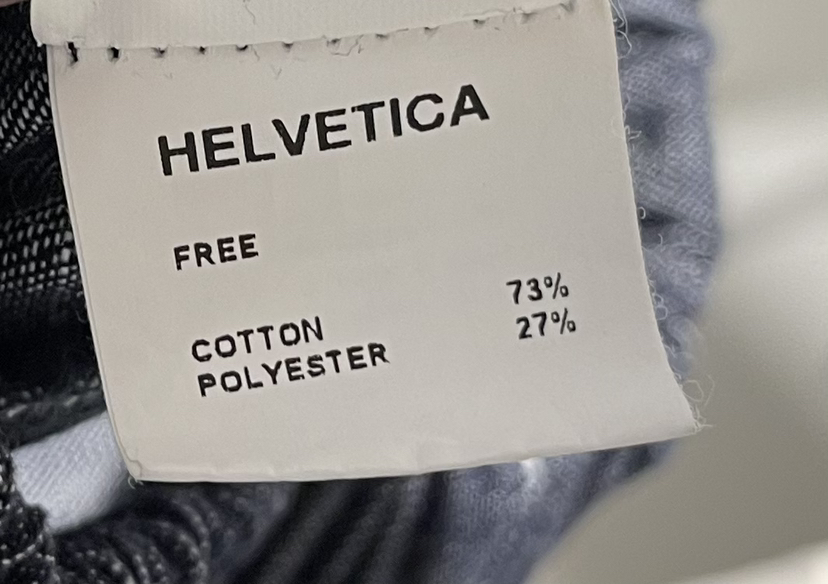 HELVETICA
FREE
COTTON 73%
POLYESTER 27%